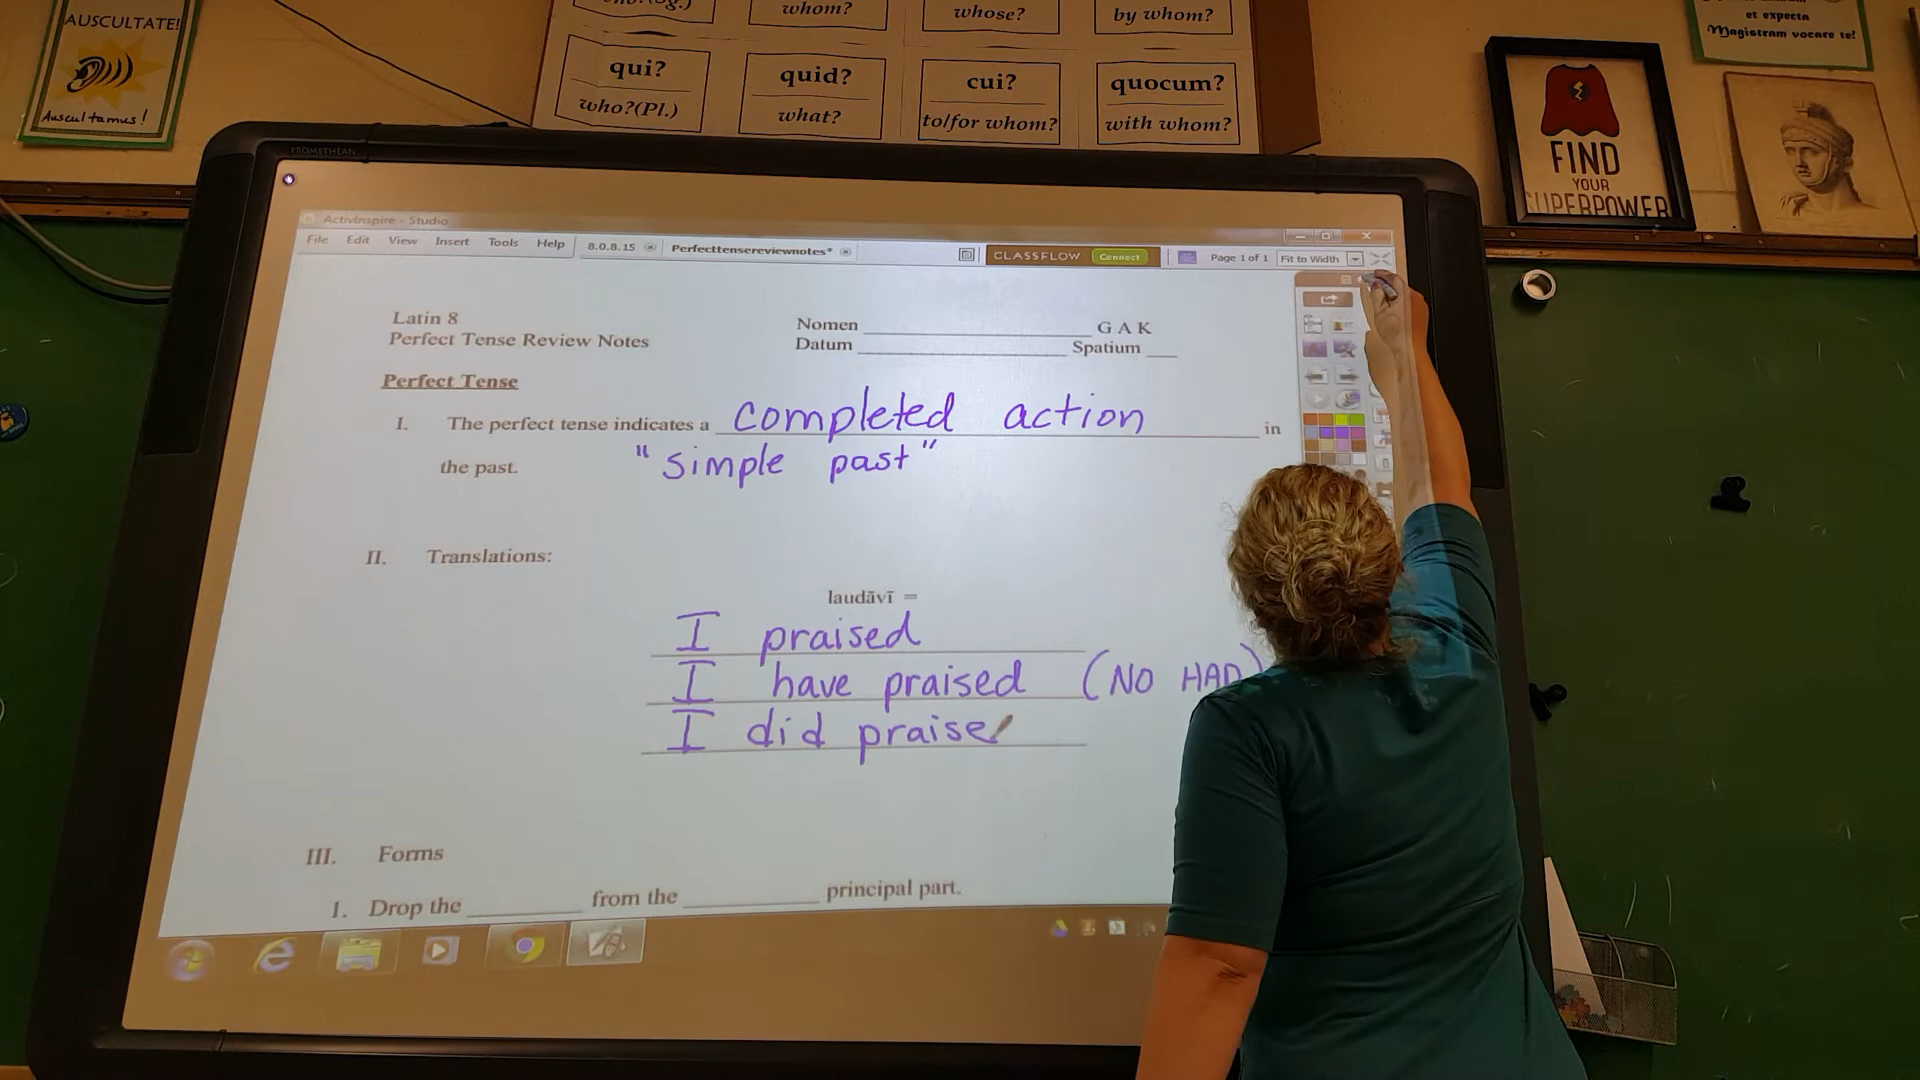 AUSCULTATE!
Auscultamus!
whom?
whose?
by whom?
qui?
who?(Pl.)
quid?
what?
cui?
to/for whom?
quocum?
with whom?
et expecta
Magistram vocare te!
FIND
YOUR
SUPERPOWER
PROMETHEAN
ActivInspire - Studio
File Edit View Insert Tools Help 8.0.8.15 Perfecttensereviewnotes* CLASSFLOW Connect Page 1 of 1 Fit to Width
Latin 8
Perfect Tense Review Notes
Nomen G A K
Datum Spatium
Perfect Tense
I. The perfect tense indicates a completed action in
the past. "simple past"
II. Translations:
laudāvī =
I praised
I have praised (NO HAD)
I did praise
III. Forms
1. Drop the from the principal part.